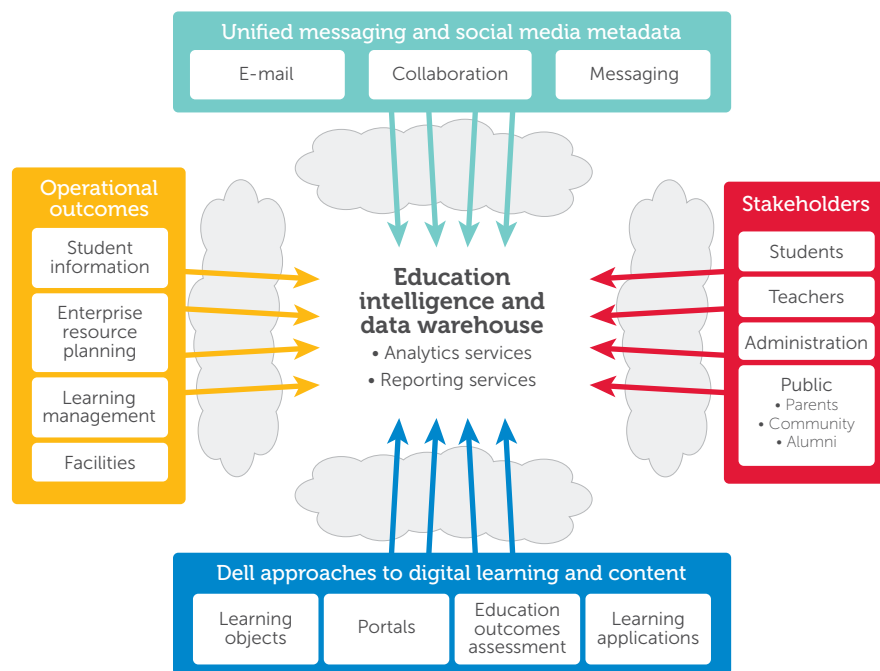 Unified messaging and social media metadata
E-mail
Collaboration
Messaging
Operational
outcomes
Student
information
Enterprise
resource
planning
Learning
management
Facilities
Education
intelligence and
data warehouse
• Analytics services
• Reporting services
Stakeholders
Students
Teachers
Administration
Public
• Parents
• Community
• Alumni
Dell approaches to digital learning and content
Learning
objects
Portals
Education
outcomes
assessment
Learning
applications